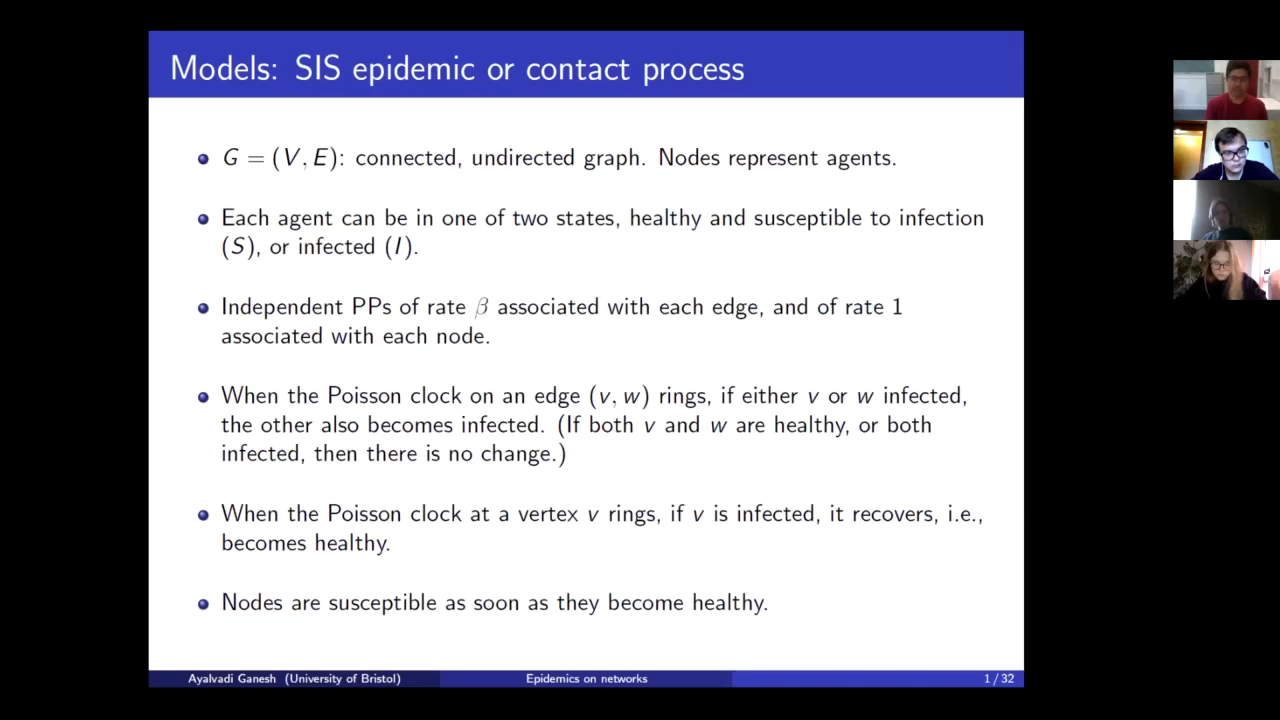 Models: SIS epidemic or contact process
G = (V, E): connected, undirected graph. Nodes represent agents.
Each agent can be in one of two states, healthy and susceptible to infection
(S), or infected (I).
Independent PPs of rate β associated with each edge, and of rate 1
associated with each node.
When the Poisson clock on an edge (v, w) rings, if either v or w infected,
the other also becomes infected. (If both v and w are healthy, or both
infected, then there is no change.)
When the Poisson clock at a vertex v rings, if v is infected, it recovers, i.e.,
becomes healthy.
Nodes are susceptible as soon as they become healthy.
Ayalvadi Ganesh (University of Bristol) Epidemics on networks 1 / 32